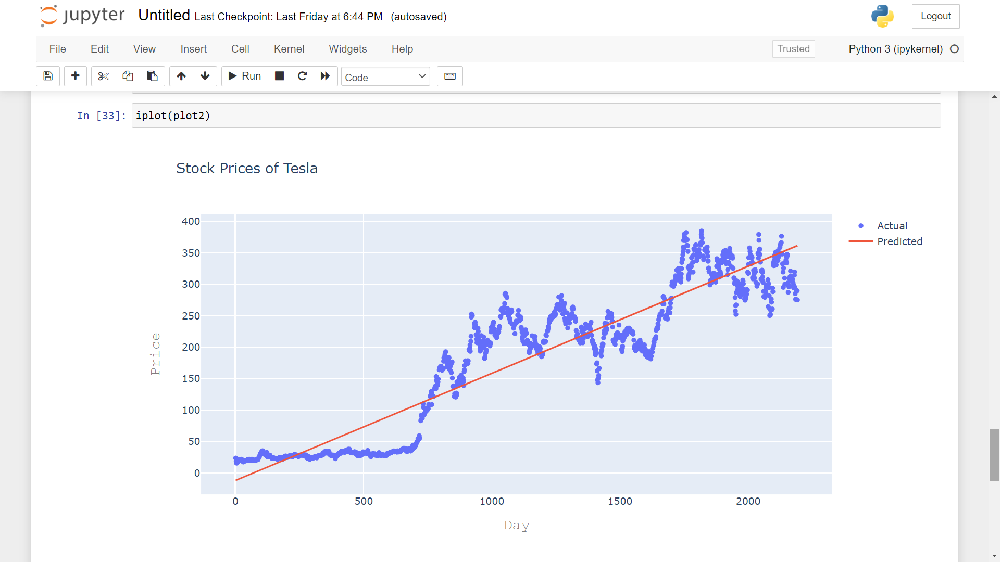 jupyter Untitled Last Checkpoint: Last Friday at 6:44 PM (autosaved) Logout
File Edit View Insert Cell Kernel Widgets Help Trusted Python 3 (ipykernel)
Run Code
In [33]: iplot(plot2)
Stock Prices of Tesla
400
350
300
250
200
150
100
50
0
Price
0 500 1000 1500 2000
Day
Actual
Predicted